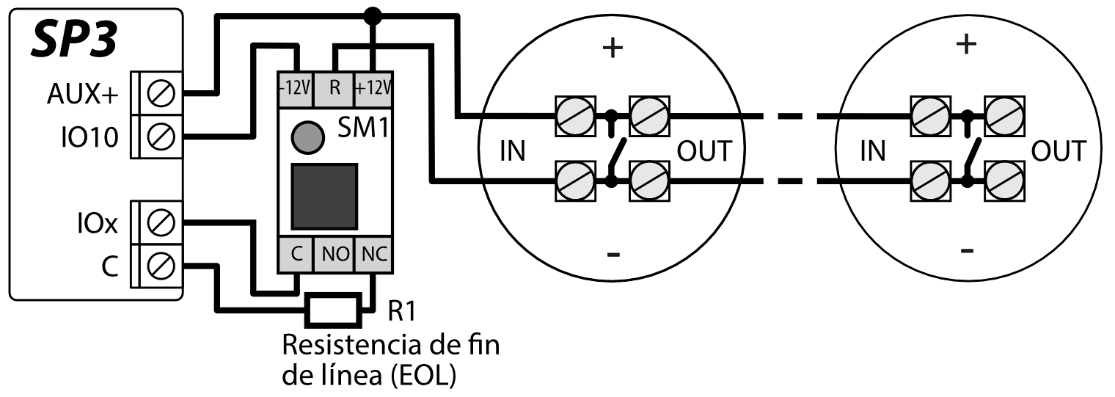 SP3
AUX+
IO10
IOx
C
-12V R +12V
SM1
C NO NC
R1
Resistencia de fin
de línea (EOL)
+
IN OUT
-
+
IN OUT
-